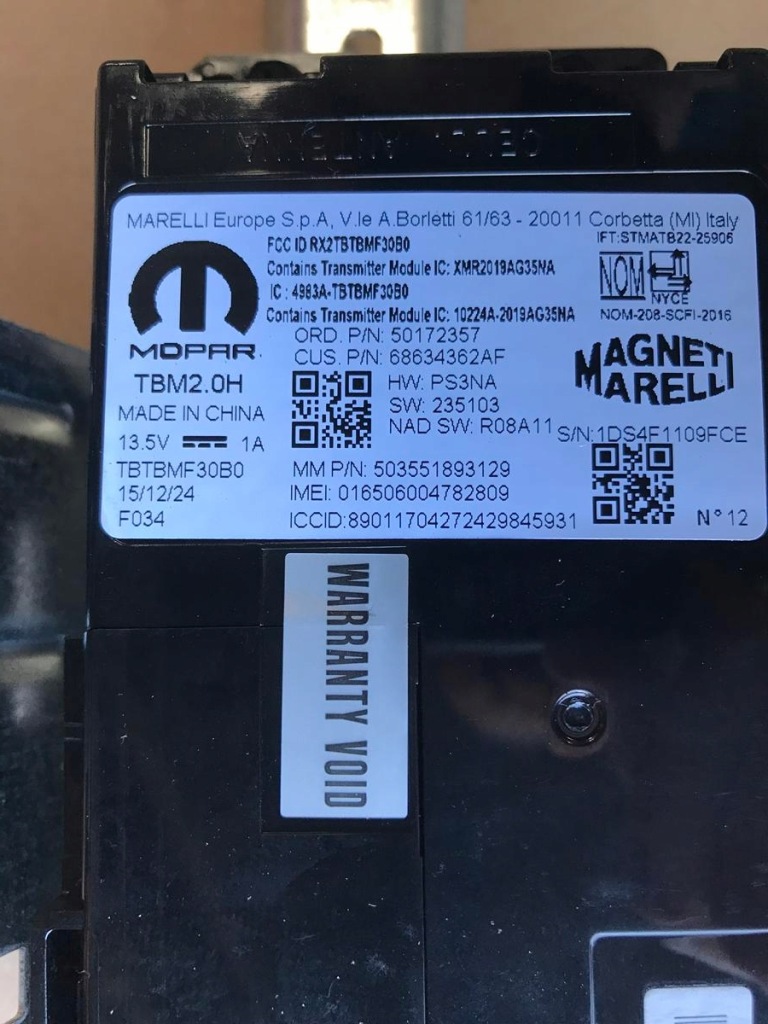 CELL. ANTENNA
MARELLI Europe S.p.A, V.le A.Borletti 61/63 - 20011 Corbetta (MI) Italy
FCC ID RX2TBTBMF30B0
IFT:STMATB22-25906
Contains Transmitter Module IC: XMR2019AG35NA
IC : 4983A-TBTBMF30B0
Contains Transmitter Module IC: 10224A-2019AG35NA
NOM
NYCE
NOM-208-SCFI-2016
MOPAR
ORD. P/N: 50172357
CUS. P/N: 68634362AF
MAGNETI
MARELLI
TBM2.0H
HW: PS3NA
MADE IN CHINA
SW: 235103
NAD SW: R08A11
S/N:1DS4F1109FCE
13.5V 1A
TBTBMF30B0
MM P/N: 503551893129
15/12/24
IMEI: 016506004782809
F034
ICCID:89011704272429845931
N° 12
WARRANTY VOID